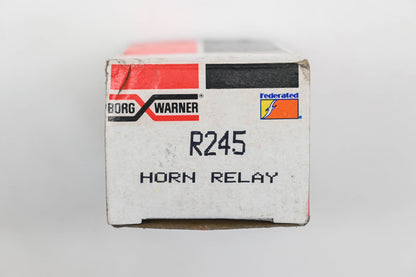 BORG WARNER®
Federated
R245
HORN RELAY